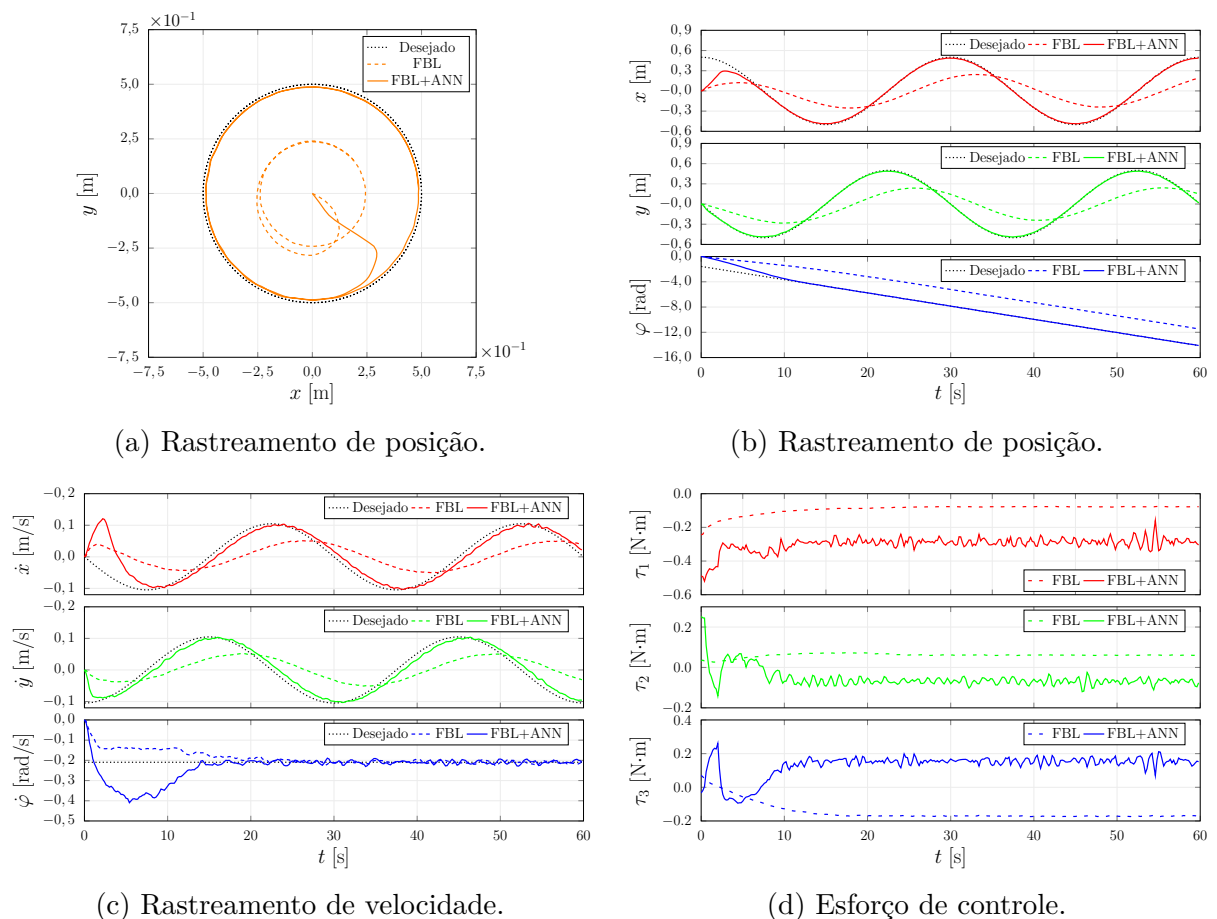 ×10⁻¹
7,5
5,0
2,5
0,0
−2,5
−5,0
−7,5
y [m]
Desejado
FBL
FBL+ANN
−7,5 −5,0 −2,5 0,0 2,5 5,0 7,5
×10⁻¹
x [m]
(a) Rastreamento de posição.
0,9
0,3
−0,3
−0,6
x [m]
Desejado FBL FBL+ANN
0,9
0,3
−0,3
−0,6
y [m]
Desejado FBL FBL+ANN
0,0
−4,0
−8,0
−12,0
−16,0
φ [rad]
Desejado FBL FBL+ANN
0 10 20 30 40 50 60
t [s]
(b) Rastreamento de posição.
−0,2
0,1
0,0
−0,1
ẋ [m/s]
Desejado FBL FBL+ANN
−0,2
0,1
0,0
−0,1
ẏ [m/s]
Desejado FBL FBL+ANN
0,0
−0,1
−0,2
−0,3
−0,4
−0,5
φ̇ [rad/s]
Desejado FBL FBL+ANN
0 10 20 30 40 50 60
t [s]
(c) Rastreamento de velocidade.
0.0
−0.2
−0.4
−0.6
τ₁ [N·m]
FBL FBL+ANN
0.2
0.0
−0.2
τ₂ [N·m]
FBL FBL+ANN
0.4
0.2
0.0
−0.2
τ₃ [N·m]
FBL FBL+ANN
0 10 20 30 40 50 60
t [s]
(d) Esforço de controle.